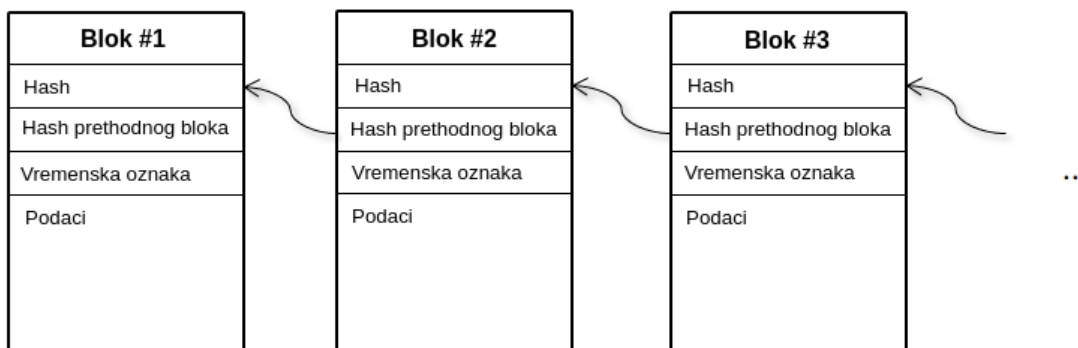 Blok #1
Hash
Hash prethodnog bloka
Vremenska oznaka
Podaci
Blok #2
Hash
Hash prethodnog bloka
Vremenska oznaka
Podaci
Blok #3
Hash
Hash prethodnog bloka
Vremenska oznaka
Podaci
..